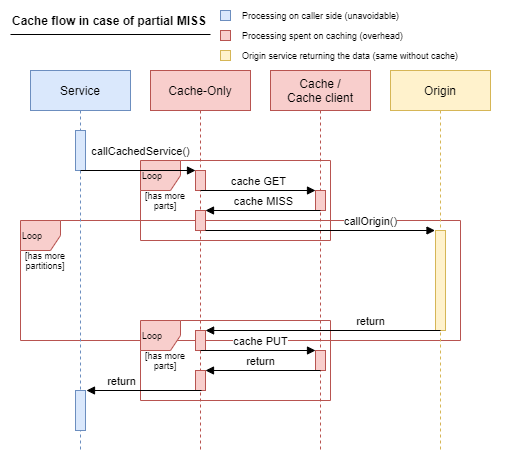 Cache flow in case of partial MISS
Processing on caller side (unavoidable)
Processing spent on caching (overhead)
Origin service returning the data (same without cache)
Service
Cache-Only
Cache /
Cache client
Origin
callCachedService()
Loop
[has more
parts]
cache GET
cache MISS
callOrigin()
Loop
[has more
partitions]
return
Loop
[has more
parts]
cache PUT
return
return